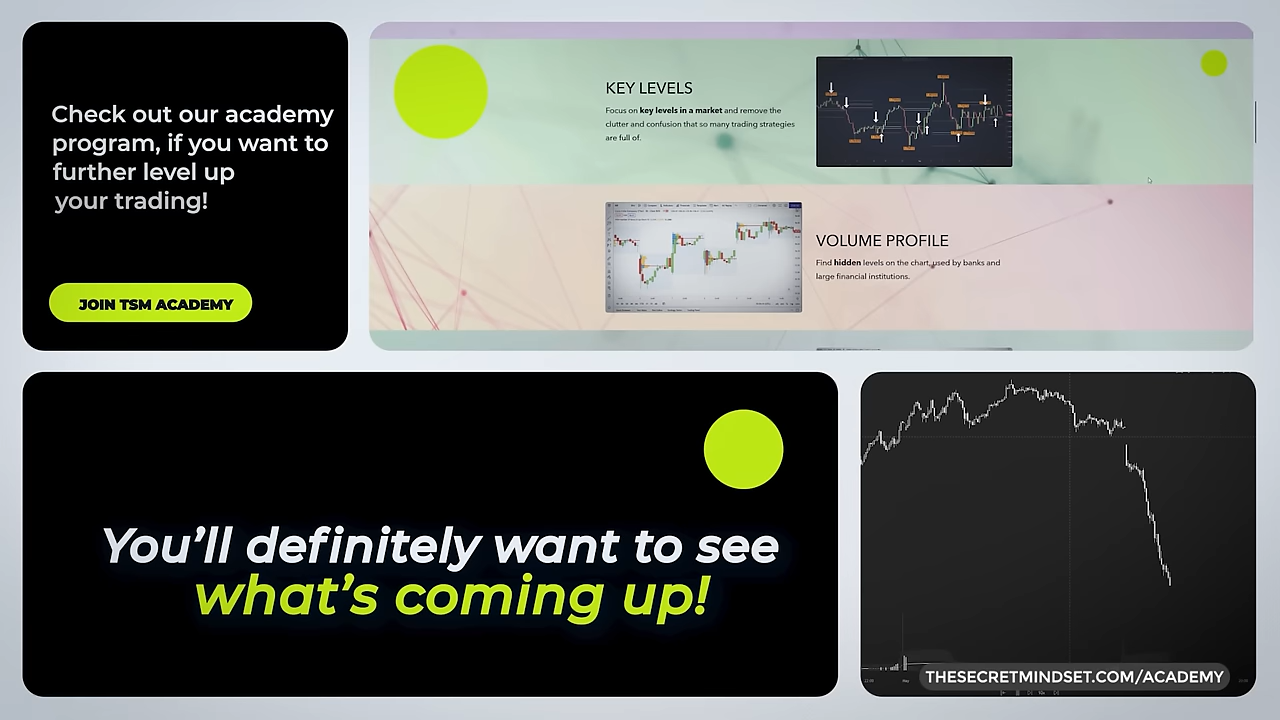 Check out our academy
program, if you want to
further level up
your trading!
JOIN TSM ACADEMY
KEY LEVELS
Focus on key levels in a market and remove the
clutter and confusion that so many trading strategies
are full of.
VOLUME PROFILE
Find hidden levels on the chart, used by banks and
large financial institutions.
You'll definitely want to see
what's coming up!
THESECRETMINDSET.COM/ACADEMY